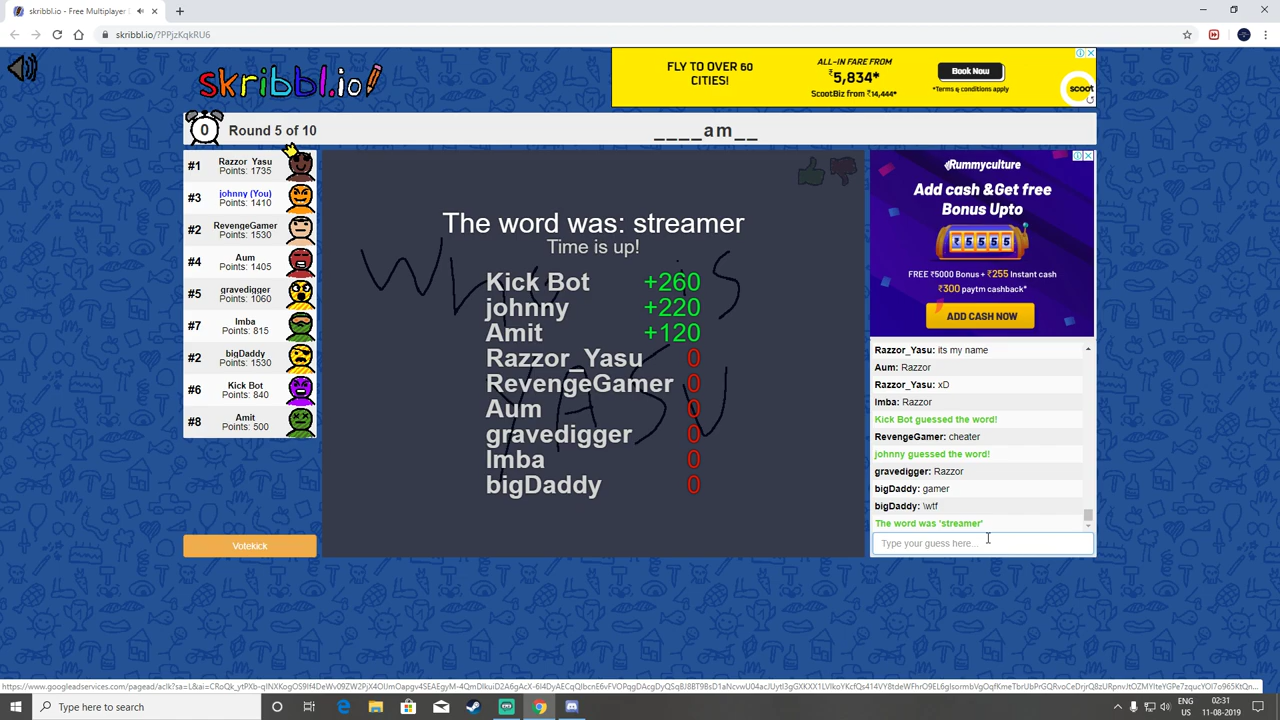 skribbl.io - Free Multiplayer
skribbl.io/?PPjzKqkRU6
skribbl.io
FLY TO OVER 60
CITIES!
ALL-IN FARE FROM
₹5,834*
ScootBiz from ₹14,444*
Book Now
*Terms & conditions apply
scoot
0
Round 5 of 10
____am__
#1
Razzor_Yasu
Points: 1735
#3
johnny (You)
Points: 1410
#2
RevengeGamer
Points: 1530
#4
Aum
Points: 1405
#5
gravedigger
Points: 1060
#7
Imba
Points: 815
#2
bigDaddy
Points: 1530
#6
Kick Bot
Points: 840
#8
Amit
Points: 500
Votekick
The word was: streamer
Time is up!
Kick Bot +260
johnny +220
Amit +120
Razzor_Yasu 0
RevengeGamer 0
Aum 0
gravedigger 0
Imba 0
bigDaddy 0
YASU
Rummyculture
Add cash &Get free
Bonus Upto
₹5555
FREE ₹5000 Bonus + ₹255 Instant cash
₹300 paytm cashback*
ADD CASH NOW
Razzor_Yasu: its my name
Aum: Razzor
Razzor_Yasu: xD
Imba: Razzor
Kick Bot guessed the word!
RevengeGamer: cheater
johnny guessed the word!
gravedigger: Razzor
bigDaddy: gamer
bigDaddy: \wtf
The word was 'streamer'
Type your guess here...
Type here to search
ENG
02:31
11-08-2019